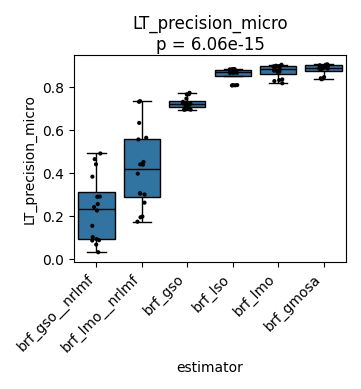 LT_precision_micro
p = 6.06e-15
LT_precision_micro
0.8
0.6
0.4
0.2
0.0
brf_gso__nrlmf
brf_lmo__nrlmf
brf_gso
brf_lso
brf_lmo
brf_gmosa
estimator